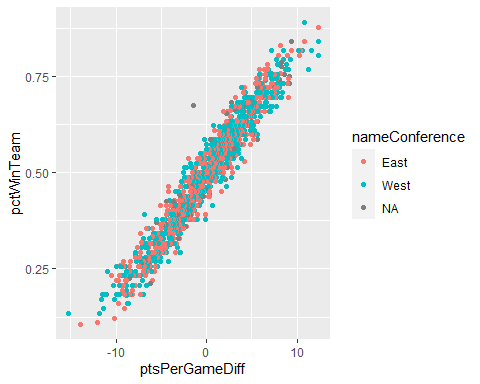 0.75
0.50
0.25
pctWinTeam
-10
0
10
ptsPerGameDiff
nameConference
East
West
NA